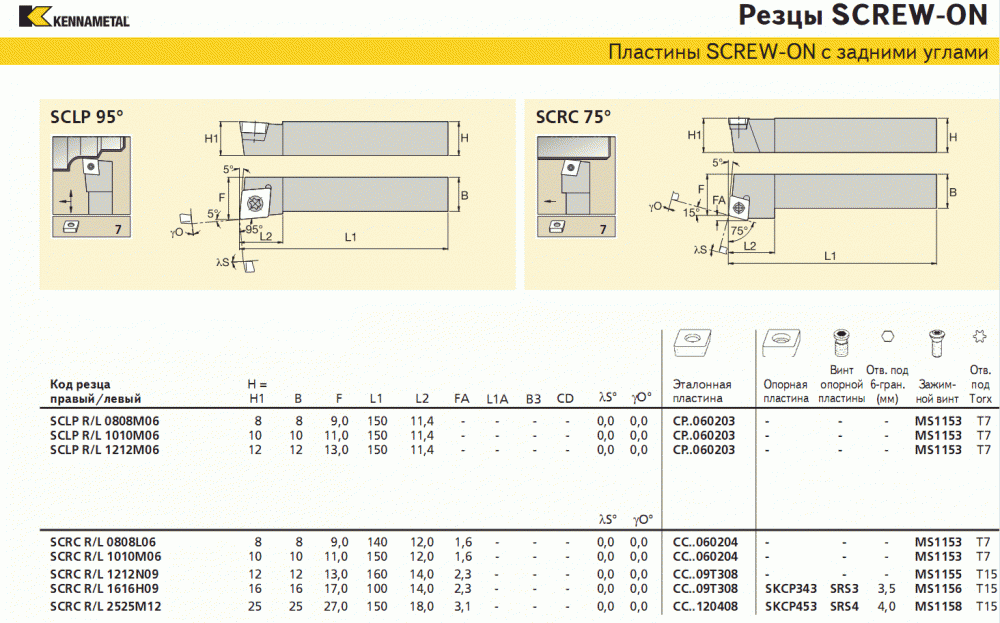 KENNAMETAL
Резцы SCREW-ON
Пластины SCREW-ON с задними углами
SCLP 95°
H1
H
5°
F
B
5°
γO
95°
L2
L1
λS
7
SCRC 75°
H1
H
5°
F
FA
B
γO
15°
75°
λS
L2
L1
7
Код резца правый/левый H = H1 B F L1 L2 FA L1A B3 CD λS° γO° Эталонная пластина Опорная пластина Винт опорной пластины Отв. под 6-гран. (мм) Зажим-ной винт Отв. под Torx
SCLP R/L 0808M06 8 8 9,0 150 11,4 - - - - 0,0 0,0 CP..060203 - - - MS1153 T7
SCLP R/L 1010M06 10 10 11,0 150 11,4 - - - - 0,0 0,0 CP..060203 - - - MS1153 T7
SCLP R/L 1212M06 12 12 13,0 150 11,4 - - - - 0,0 0,0 CP..060203 - - - MS1153 T7
λS° γO°
SCRC R/L 0808L06 8 8 9,0 140 12,0 1,6 - - - 0,0 0,0 CC..060204 - - - MS1153 T7
SCRC R/L 1010M06 10 10 11,0 150 12,0 1,6 - - - 0,0 0,0 CC..060204 - - - MS1153 T7
SCRC R/L 1212N09 12 12 13,0 160 14,0 2,3 - - - 0,0 0,0 CC..09T308 - - - MS1155 T15
SCRC R/L 1616H09 16 16 17,0 100 14,0 2,3 - - - 0,0 0,0 CC..09T308 SKCP343 SRS3 3,5 MS1156 T15
SCRC R/L 2525M12 25 25 27,0 150 18,0 3,1 - - - 0,0 0,0 CC..120408 SKCP453 SRS4 4,0 MS1158 T15